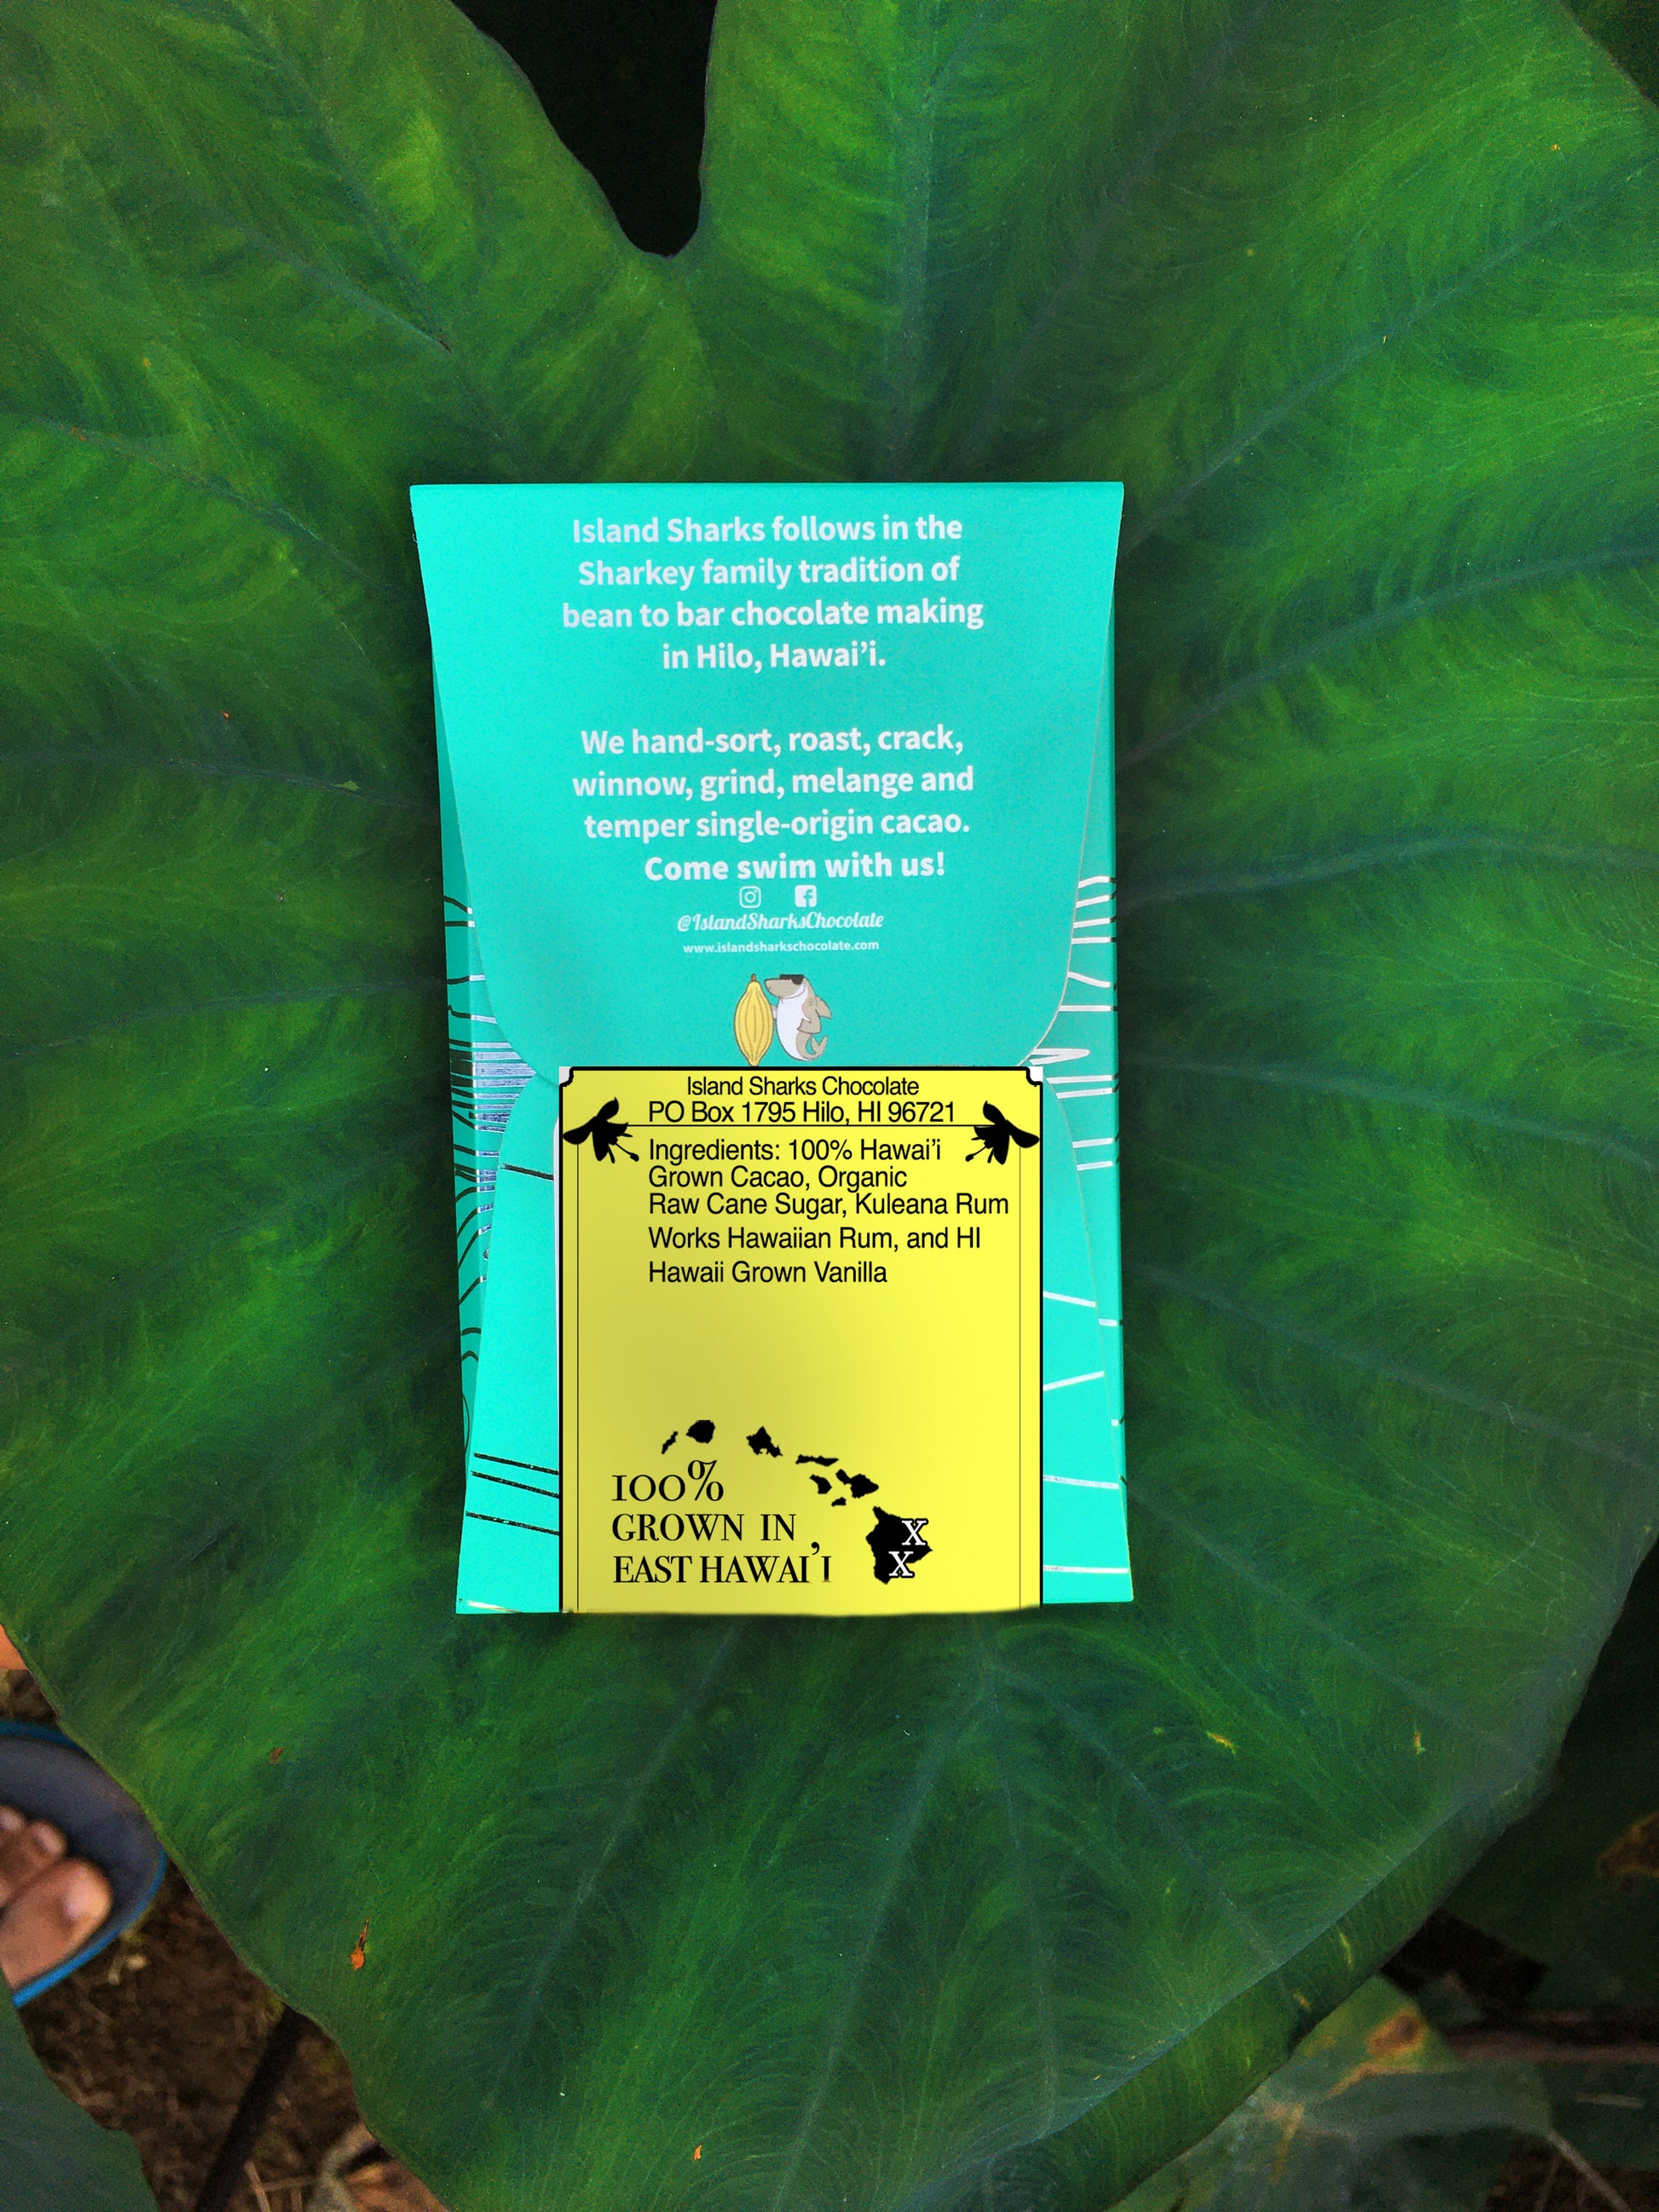 Island Sharks follows in the
Sharkey family tradition of
bean to bar chocolate making
in Hilo, Hawai’i.
We hand-sort, roast, crack,
winnow, grind, melange and
temper single-origin cacao.
Come swim with us!
@IslandSharksChocolate
www.islandsharkschocolate.com
Island Sharks Chocolate
PO Box 1795 Hilo, HI 96721
Ingredients: 100% Hawai’i
Grown Cacao, Organic
Raw Cane Sugar, Kuleana Rum
Works Hawaiian Rum, and HI
Hawaii Grown Vanilla
100%
GROWN IN
EAST HAWAI’I
X
X